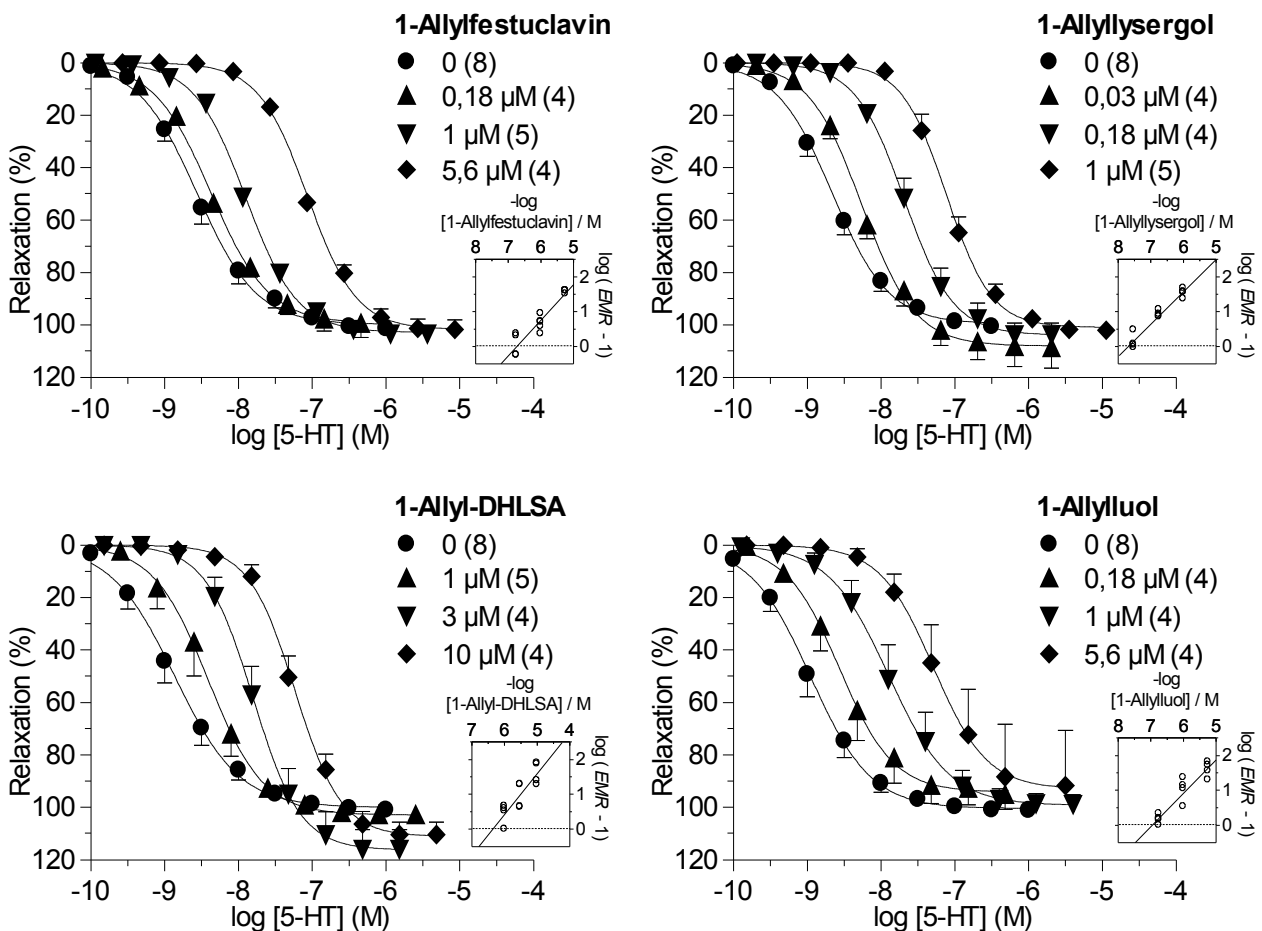 1-Allylfestuclavin
0 (8)
0,18 µM (4)
1 µM (5)
5,6 µM (4)
-log
[1-Allylfestuclavin] / M
8 7 6 5
2
1
0
log (EMR - 1)
0
20
40
60
80
100
120
Relaxation (%)
-10 -9 -8 -7 -6 -5 -4
log [5-HT] (M)
1-Allyllysergol
0 (8)
0,03 µM (4)
0,18 µM (4)
1 µM (5)
-log
[1-Allyllysergol] / M
8 7 6 5
2
1
0
log (EMR - 1)
0
20
40
60
80
100
120
Relaxation (%)
-10 -9 -8 -7 -6 -5 -4
log [5-HT] (M)
1-Allyl-DHLSA
0 (8)
1 µM (5)
3 µM (4)
10 µM (4)
-log
[1-Allyl-DHLSA] / M
7 6 5 4
2
1
0
log (EMR - 1)
0
20
40
60
80
100
120
Relaxation (%)
-10 -9 -8 -7 -6 -5 -4
log [5-HT] (M)
1-Allylluol
0 (8)
0,18 µM (4)
1 µM (4)
5,6 µM (4)
-log
[1-Allylluol] / M
8 7 6 5
2
1
0
log (EMR - 1)
0
20
40
60
80
100
120
Relaxation (%)
-10 -9 -8 -7 -6 -5 -4
log [5-HT] (M)